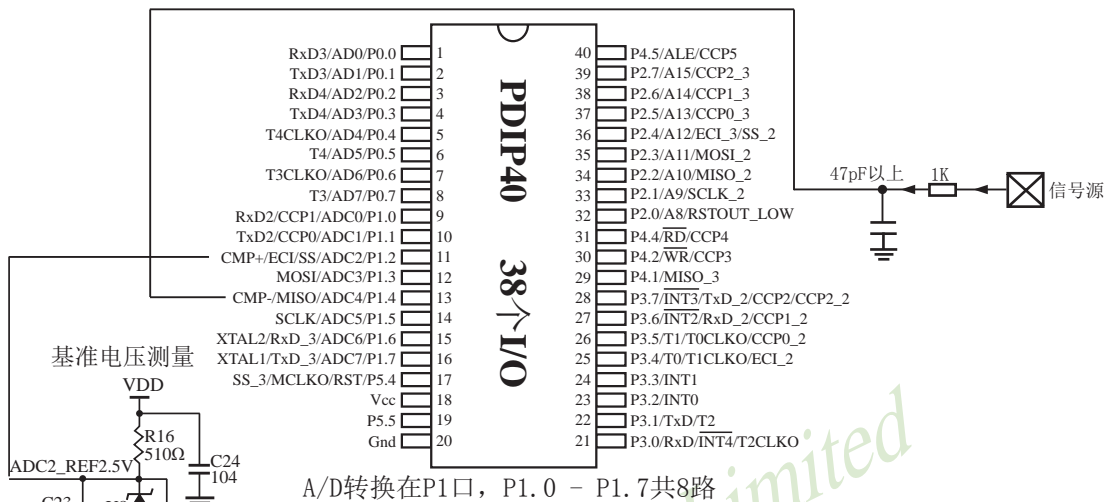 RxD3/AD0/P0.0 1
TxD3/AD1/P0.1 2
RxD4/AD2/P0.2 3
TxD4/AD3/P0.3 4
T4CLKO/AD4/P0.4 5
T4/AD5/P0.5 6
T3CLKO/AD6/P0.6 7
T3/AD7/P0.7 8
RxD2/CCP1/ADC0/P1.0 9
TxD2/CCP0/ADC1/P1.1 10
CMP+/ECI/SS/ADC2/P1.2 11
MOSI/ADC3/P1.3 12
CMP-/MISO/ADC4/P1.4 13
SCLK/ADC5/P1.5 14
XTAL2/RxD_3/ADC6/P1.6 15
XTAL1/TxD_3/ADC7/P1.7 16
SS_3/MCLKO/RST/P5.4 17
Vcc 18
P5.5 19
Gnd 20
PDIP40 38个I/O
40 P4.5/ALE/CCP5
39 P2.7/A15/CCP2_3
38 P2.6/A14/CCP1_3
37 P2.5/A13/CCP0_3
36 P2.4/A12/ECI_3/SS_2
35 P2.3/A11/MOSI_2
34 P2.2/A10/MISO_2
33 P2.1/A9/SCLK_2
32 P2.0/A8/RSTOUT_LOW
31 P4.4/RD/CCP4
30 P4.2/WR/CCP3
29 P4.1/MISO_3
28 P3.7/INT3/TxD_2/CCP2/CCP2_2
27 P3.6/INT2/RxD_2/CCP1_2
26 P3.5/T1/T0CLKO/CCP0_2
25 P3.4/T0/T1CLKO/ECI_2
24 P3.3/INT1
23 P3.2/INT0
22 P3.1/TxD/T2
21 P3.0/RxD/INT4/T2CLKO
47pF以上
1K
信号源
基准电压测量
VDD
R16
510Ω
C24
104
ADC2_REF2.5V
A/D转换在P1口，P1.0 - P1.7共8路
Limited